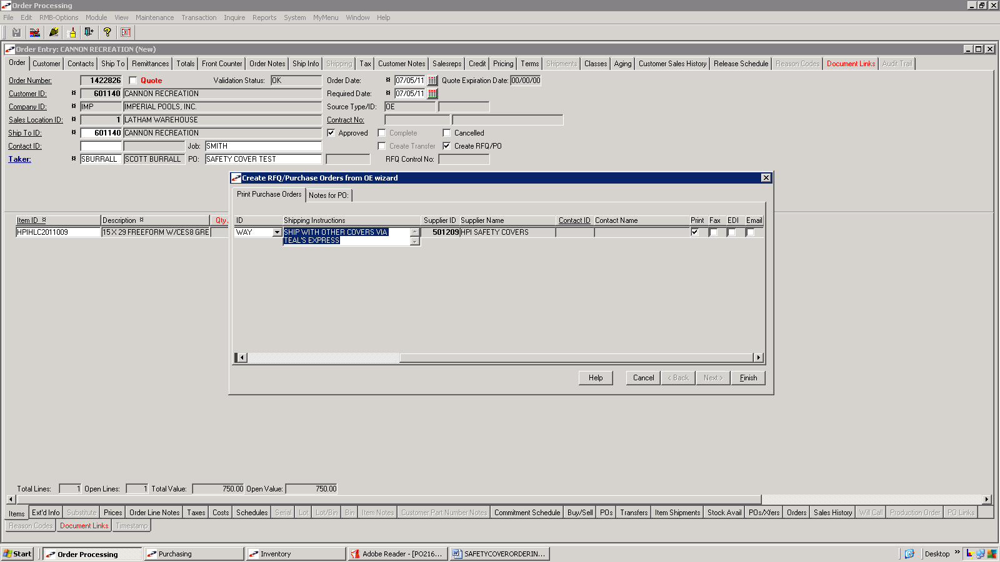 Order Processing
File Edit RMB-Options Module View Maintenance Transaction Inquire Reports System MyMenu Window Help
EXIT
Order Entry: CANNON RECREATION (New)
Order Customer Contacts Ship To Remittances Totals Front Counter Order Notes Ship Info Shipping Tax Customer Notes Salesreps Credit Pricing Terms Shipments Classes Aging Customer Sales History Release Schedule Reason Codes Document Links Audit Trail
Order Number: 1422826 Quote Validation Status: OK Order Date: 07/05/11 Quote Expiration Date: 00/00/00
Customer ID: 601140 CANNON RECREATION Required Date: 07/05/11
Company ID: IMP IMPERIAL POOLS, INC. Source Type/ID: OE
Sales Location ID: 1 LATHAM WAREHOUSE Contract No:
Ship To ID: 601140 CANNON RECREATION Approved Complete Cancelled
Contact ID: Job: SMITH Create Transfer Create RFQ/PO
Taker: SBURRALL SCOTT BURRALL PO: SAFETY COVER TEST RFQ Control No:
Create RFQ/Purchase Orders from OE wizard
Print Purchase Orders Notes for PO:
Item ID Description Qty
HPIHLC2011009 15 X 29 FREEFORM W/CES8 GRE
ID Shipping Instructions Supplier ID Supplier Name Contact ID Contact Name Print Fax EDI Email
WAY SHIP WITH OTHER COVERS VIA 501209 HPI SAFETY COVERS
TEAL'S EXPRESS
Help Cancel < Back Next > Finish
Total Lines: 1 Open Lines: 1 Total Value: 750.00 Open Value: 750.00
Items Ext'd Info Substitute Prices Order Line Notes Taxes Costs Schedules Serial Lot Lot/Bin Bin Item Notes Customer Part Number Notes Commitment Schedule Buy/Sell POs Transfers Item Shipments Stock Avail POs/Xfers Orders Sales History Will Call Production Order PO Links
Reason Codes Document Links Timestamp
Start Order Processing Purchasing Inventory Adobe Reader - [PO216... SAFETYCOVERORDERIN... Desktop »